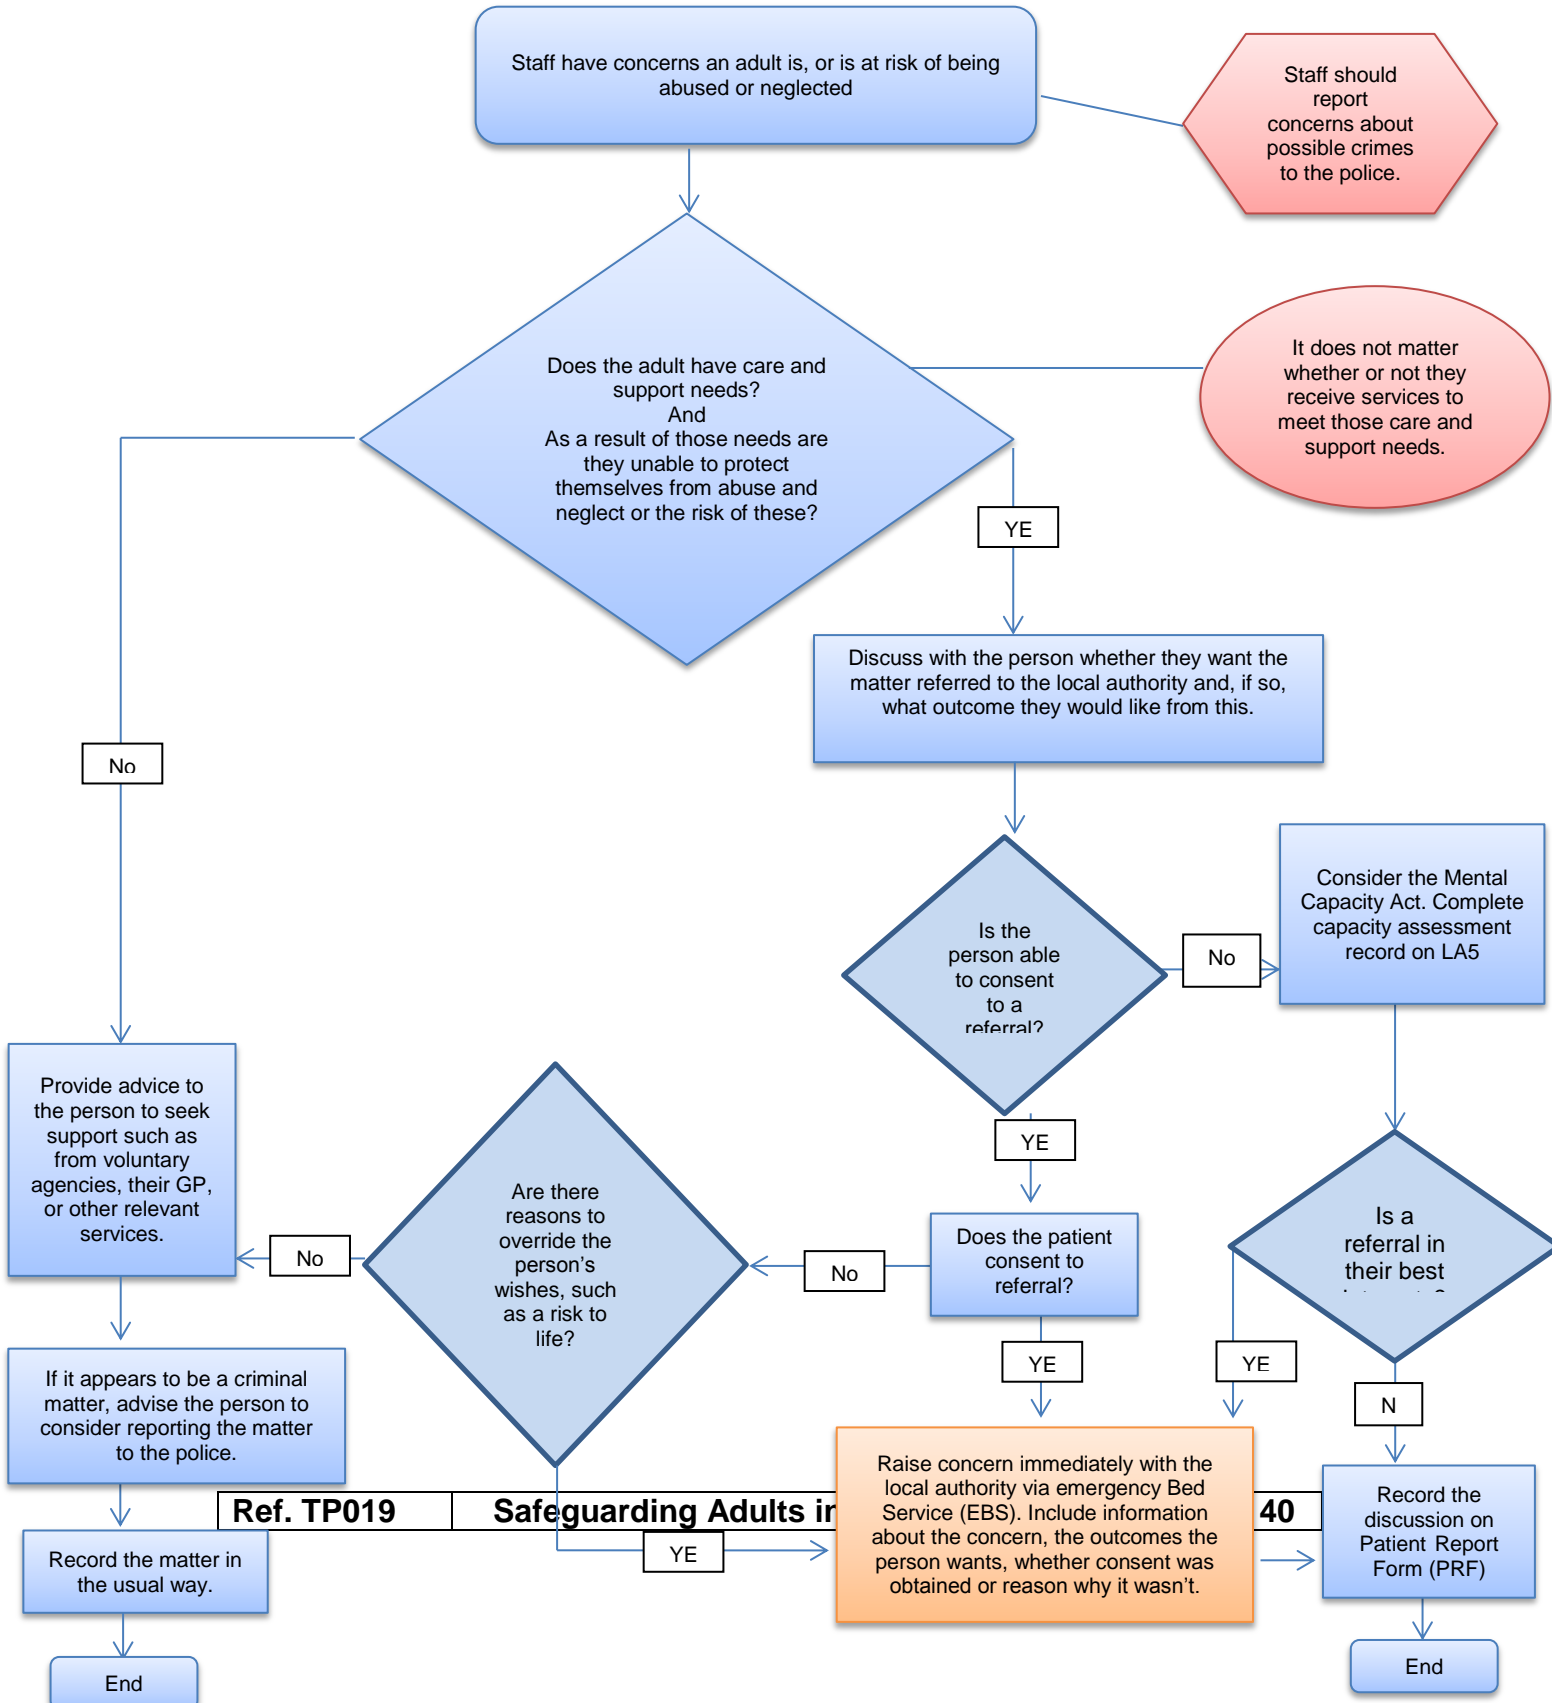 Staff have concerns an adult is, or is at risk of being
abused or neglected
Staff should
report
concerns about
possible crimes
to the police.
Does the adult have care and
support needs?
And
As a result of those needs are
they unable to protect
themselves from abuse and
neglect or the risk of these?
It does not matter
whether or not they
receive services to
meet those care and
support needs.
YE
No
Discuss with the person whether they want the
matter referred to the local authority and, if so,
what outcome they would like from this.
Is the
person able
to consent
to a
referral?
No
Consider the Mental
Capacity Act. Complete
capacity assessment
record on LA5
YE
Provide advice to
the person to seek
support such as
from voluntary
agencies, their GP,
or other relevant
services.
No
Are there
reasons to
override the
person's
wishes, such
as a risk to
life?
No
Does the patient
consent to
referral?
Is a
referral in
their best
YE
YE
N
If it appears to be a criminal
matter, advise the person to
consider reporting the matter
to the police.
Raise concern immediately with the
local authority via emergency Bed
Service (EBS). Include information
about the concern, the outcomes the
person wants, whether consent was
obtained or reason why it wasn't.
Record the
discussion on
Patient Report
Form (PRF)
Ref. TP019 Safeguarding Adults in 40
YE
Record the matter in
the usual way.
End
End